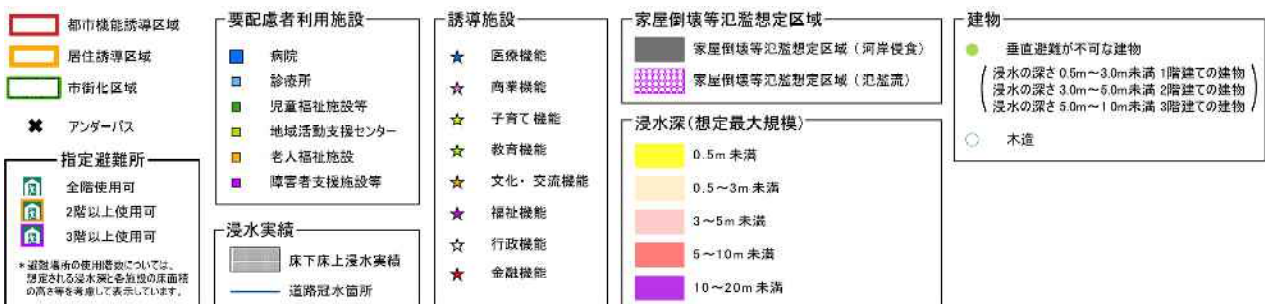 都市機能誘導区域
居住誘導区域
市街化区域
アンダーパス
指定避難所
全階使用可
2階以上使用可
3階以上使用可
*避難場所の使用階数については、
想定される浸水深と各施設の床面積
の高さ等を考慮して表示しています。
要配慮者利用施設
病院
診療所
児童福祉施設等
地域活動支援センター
老人福祉施設
障害者支援施設等
浸水実績
床下床上浸水実績
道路冠水箇所
誘導施設
医療機能
商業機能
子育て機能
教育機能
文化・交流機能
福祉機能
行政機能
金融機能
家屋倒壊等氾濫想定区域
家屋倒壊等氾濫想定区域(河岸侵食)
家屋倒壊等氾濫想定区域(氾濫流)
浸水深(想定最大規模)
0.5m 未満
0.5~3m 未満
3~5m 未満
5~10m 未満
10~20m 未満
建物
垂直避難が不可な建物
浸水の深さ 0.5m~3.0m未満 1階建ての建物
浸水の深さ 3.0m~5.0m未満 2階建ての建物
浸水の深さ 5.0m~10m未満 3階建ての建物
木造